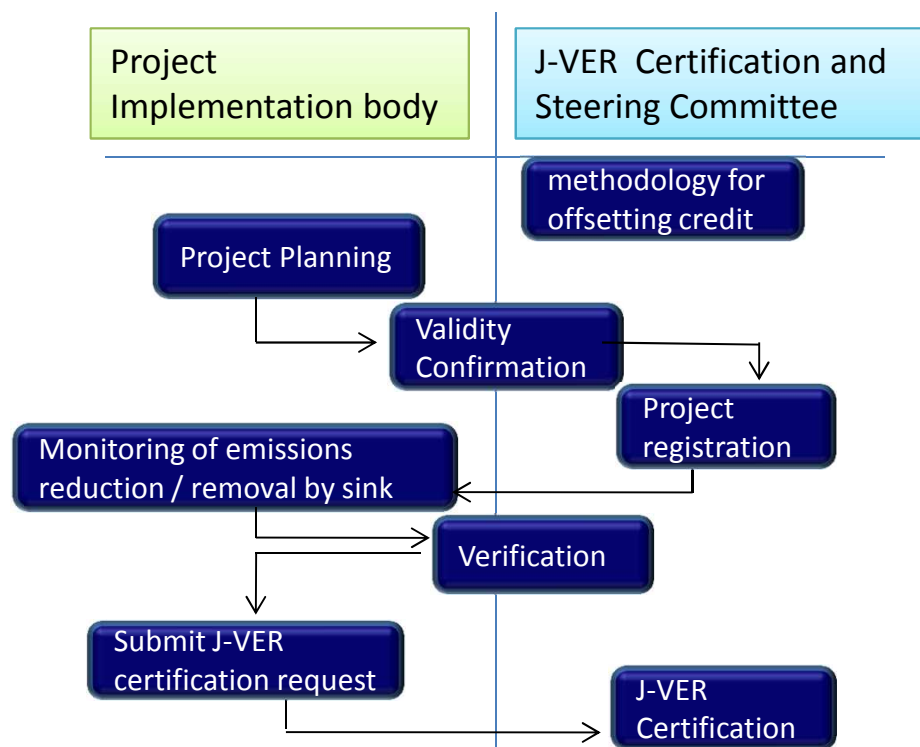 Project
Implementation body
J-VER Certification and
Steering Committee
methodology for
offsetting credit
Project Planning
Validity
Confirmation
Project
registration
Monitoring of emissions
reduction / removal by sink
Verification
Submit J-VER
certification request
J-VER
Certification